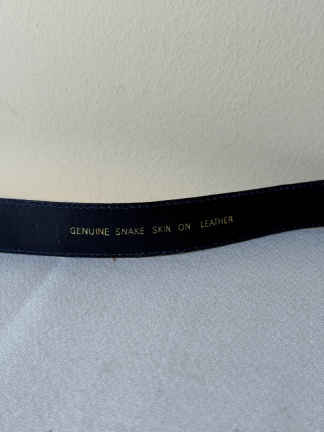 GENUINE SNAKE SKIN ON LEATHER